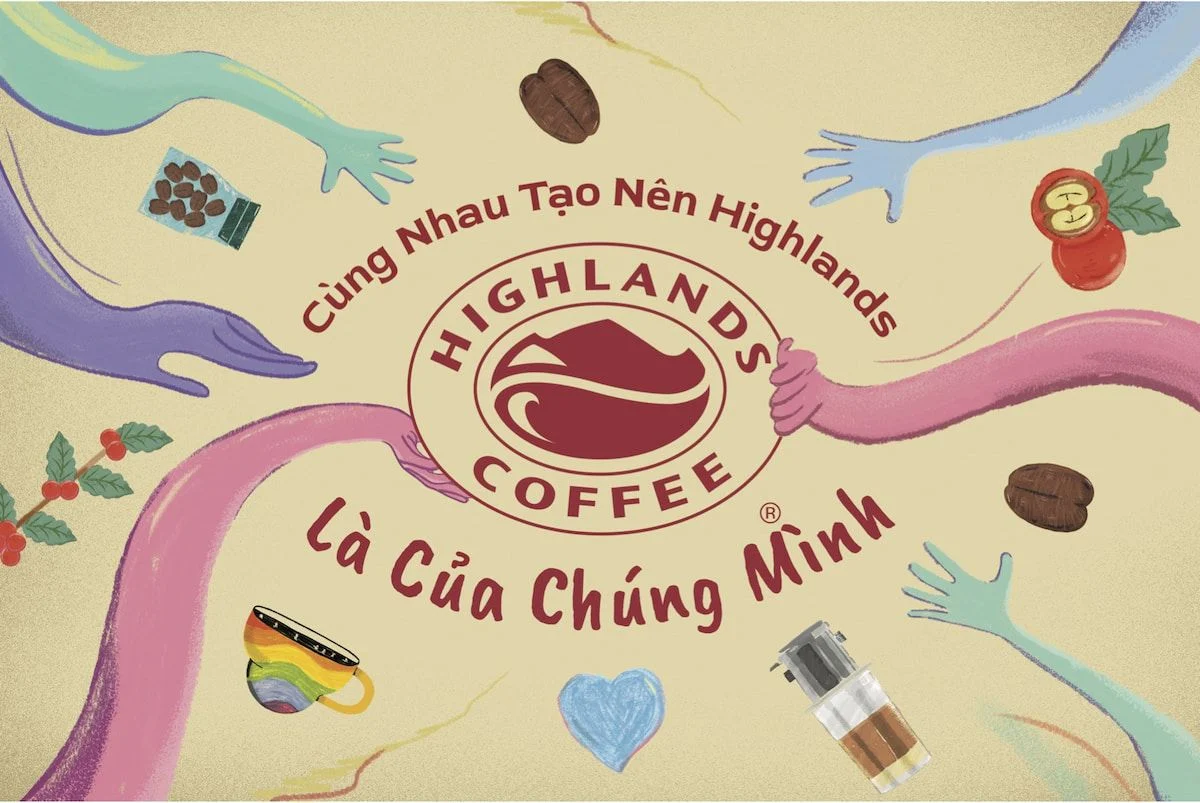 Cùng Nhau Tạo Nên Highlands
HIGHLANDS
COFFEE
®
Là Của Chúng Mình